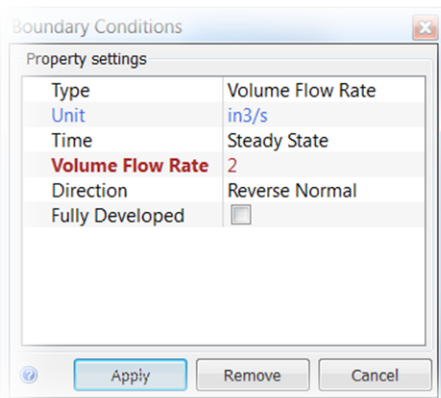 Boundary Conditions
Property settings
Type Volume Flow Rate
Unit in3/s
Time Steady State
Volume Flow Rate 2
Direction Reverse Normal
Fully Developed
Apply Remove Cancel